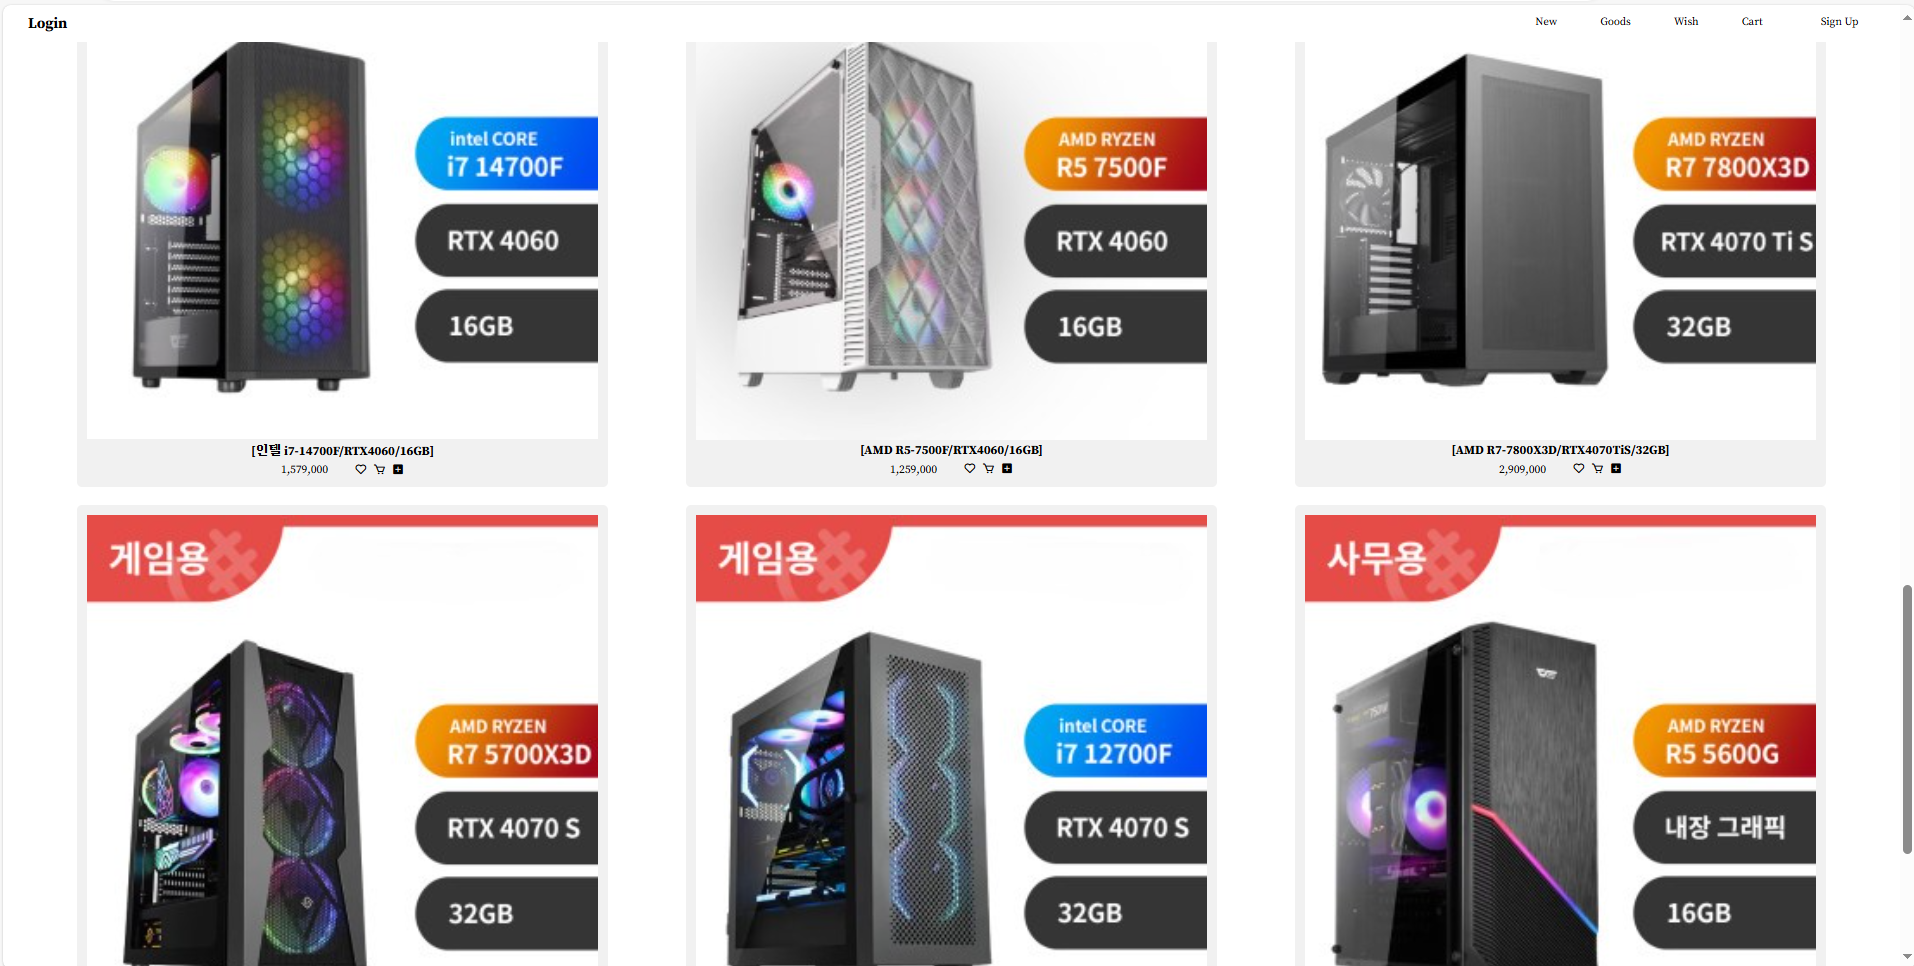 Login
New
Goods
Wish
Cart
Sign Up
intel CORE
i7 14700F
RTX 4060
16GB
[인텔 i7-14700F/RTX4060/16GB]
1,579,000
AMD RYZEN
R5 7500F
RTX 4060
16GB
[AMD R5-7500F/RTX4060/16GB]
1,259,000
AMD RYZEN
R7 7800X3D
RTX 4070 Ti S
32GB
[AMD R7-7800X3D/RTX4070TiS/32GB]
2,909,000
게임용
AMD RYZEN
R7 5700X3D
RTX 4070 S
32GB
게임용
intel CORE
i7 12700F
RTX 4070 S
32GB
사무용
AMD RYZEN
R5 5600G
내장 그래픽
16GB